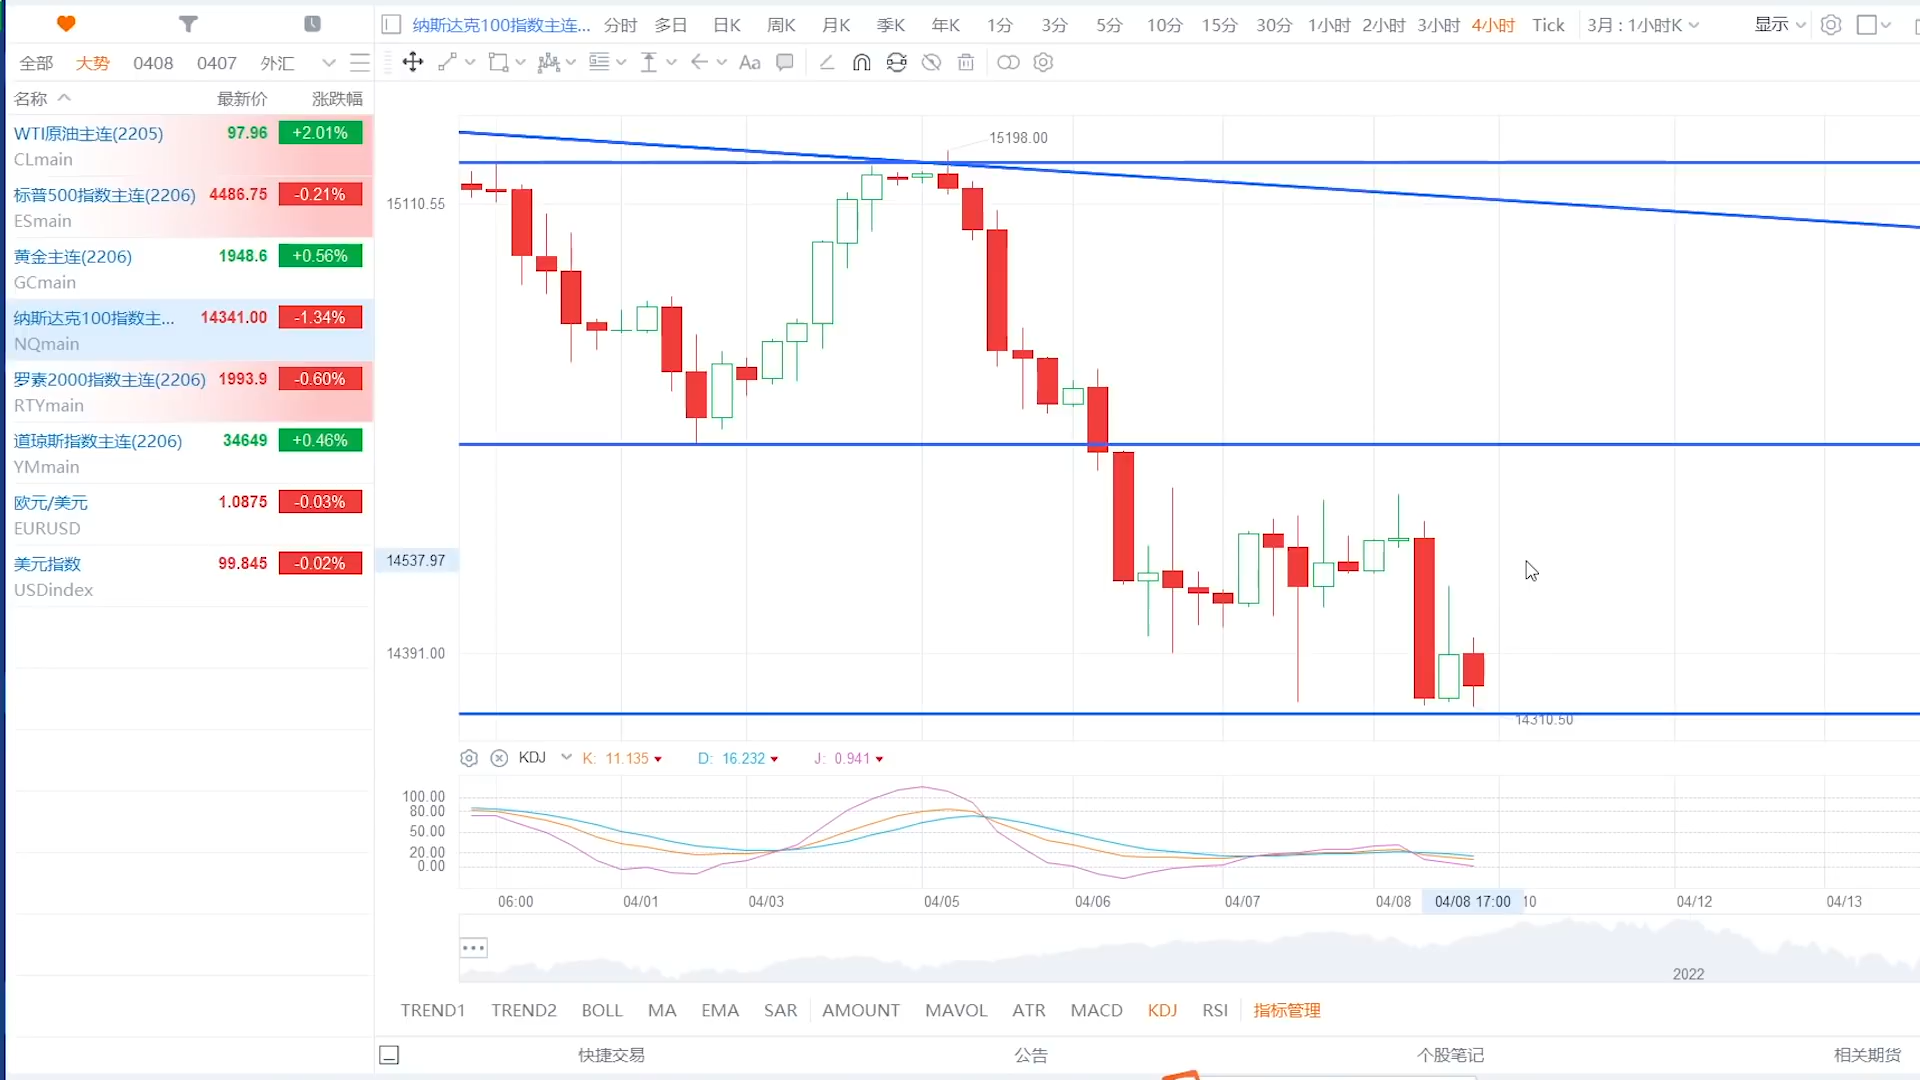 纳斯达克100指数主连... 分时 多日 日K 周K 月K 季K 年K 1分 3分 5分 10分 15分 30分 1小时 2小时 3小时 4小时 Tick 3月 : 1小时K 显示
全部 大势 0408 0407 外汇
Aa
名称 最新价 涨跌幅
WTI原油主连(2205) 97.96 +2.01%
CLmain
标普500指数主连(2206) 4486.75 -0.21%
ESmain
黄金主连(2206) 1948.6 +0.56%
GCmain
纳斯达克100指数主... 14341.00 -1.34%
NQmain
罗素2000指数主连(2206) 1993.9 -0.60%
RTYmain
道琼斯指数主连(2206) 34649 +0.46%
YMmain
欧元/美元 1.0875 -0.03%
EURUSD
美元指数 99.845 -0.02%
USDindex
15198.00
15110.55
14537.97
14391.00
14310.50
KDJ K: 11.135 D: 16.232 J: 0.941
100.00
80.00
50.00
20.00
0.00
06:00 04/01 04/03 04/05 04/06 04/07 04/08 04/08 17:00 10 04/12 04/13
2022
TREND1 TREND2 BOLL MA EMA SAR AMOUNT MAVOL ATR MACD KDJ RSI 指标管理
快捷交易 公告 个股笔记 相关期货